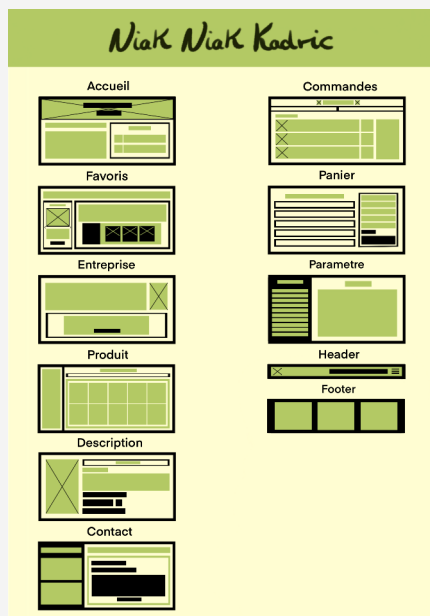 Niak Niak Kadric
Accueil
Favoris
Entreprise
Produit
Description
Contact
Commandes
Panier
Parametre
Header
Footer